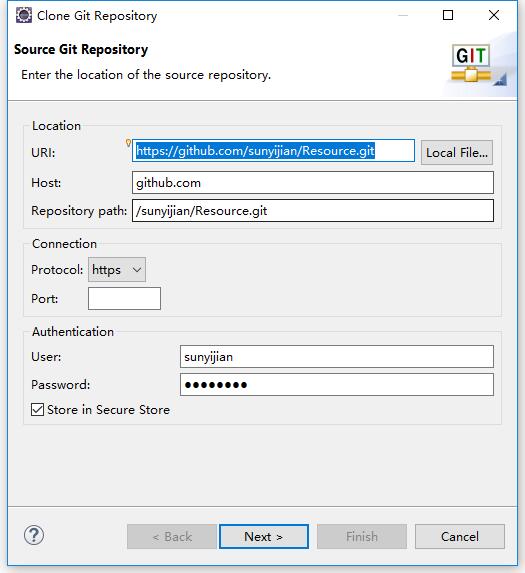 Clone Git Repository
Source Git Repository
Enter the location of the source repository.
GIT
Location
URI: https://github.com/sunyijian/Resource.git Local File...
Host: github.com
Repository path: /sunyijian/Resource.git
Connection
Protocol: https
Port:
Authentication
User: sunyijian
Password: ●●●●●●●●
Store in Secure Store
? < Back Next > Finish Cancel